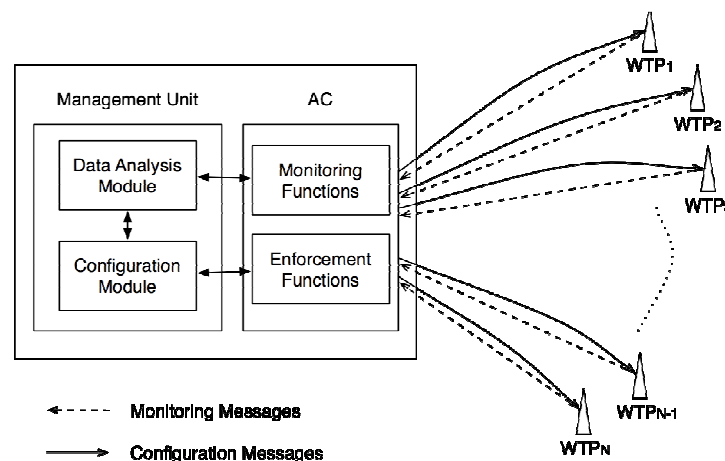 WTP1
Management Unit
AC
WTP2
Data Analysis
Module
Monitoring
Functions
WTP
Configuration
Module
Enforcement
Functions
WTPN-1
Monitoring Messages
WTPN
Configuration Messages